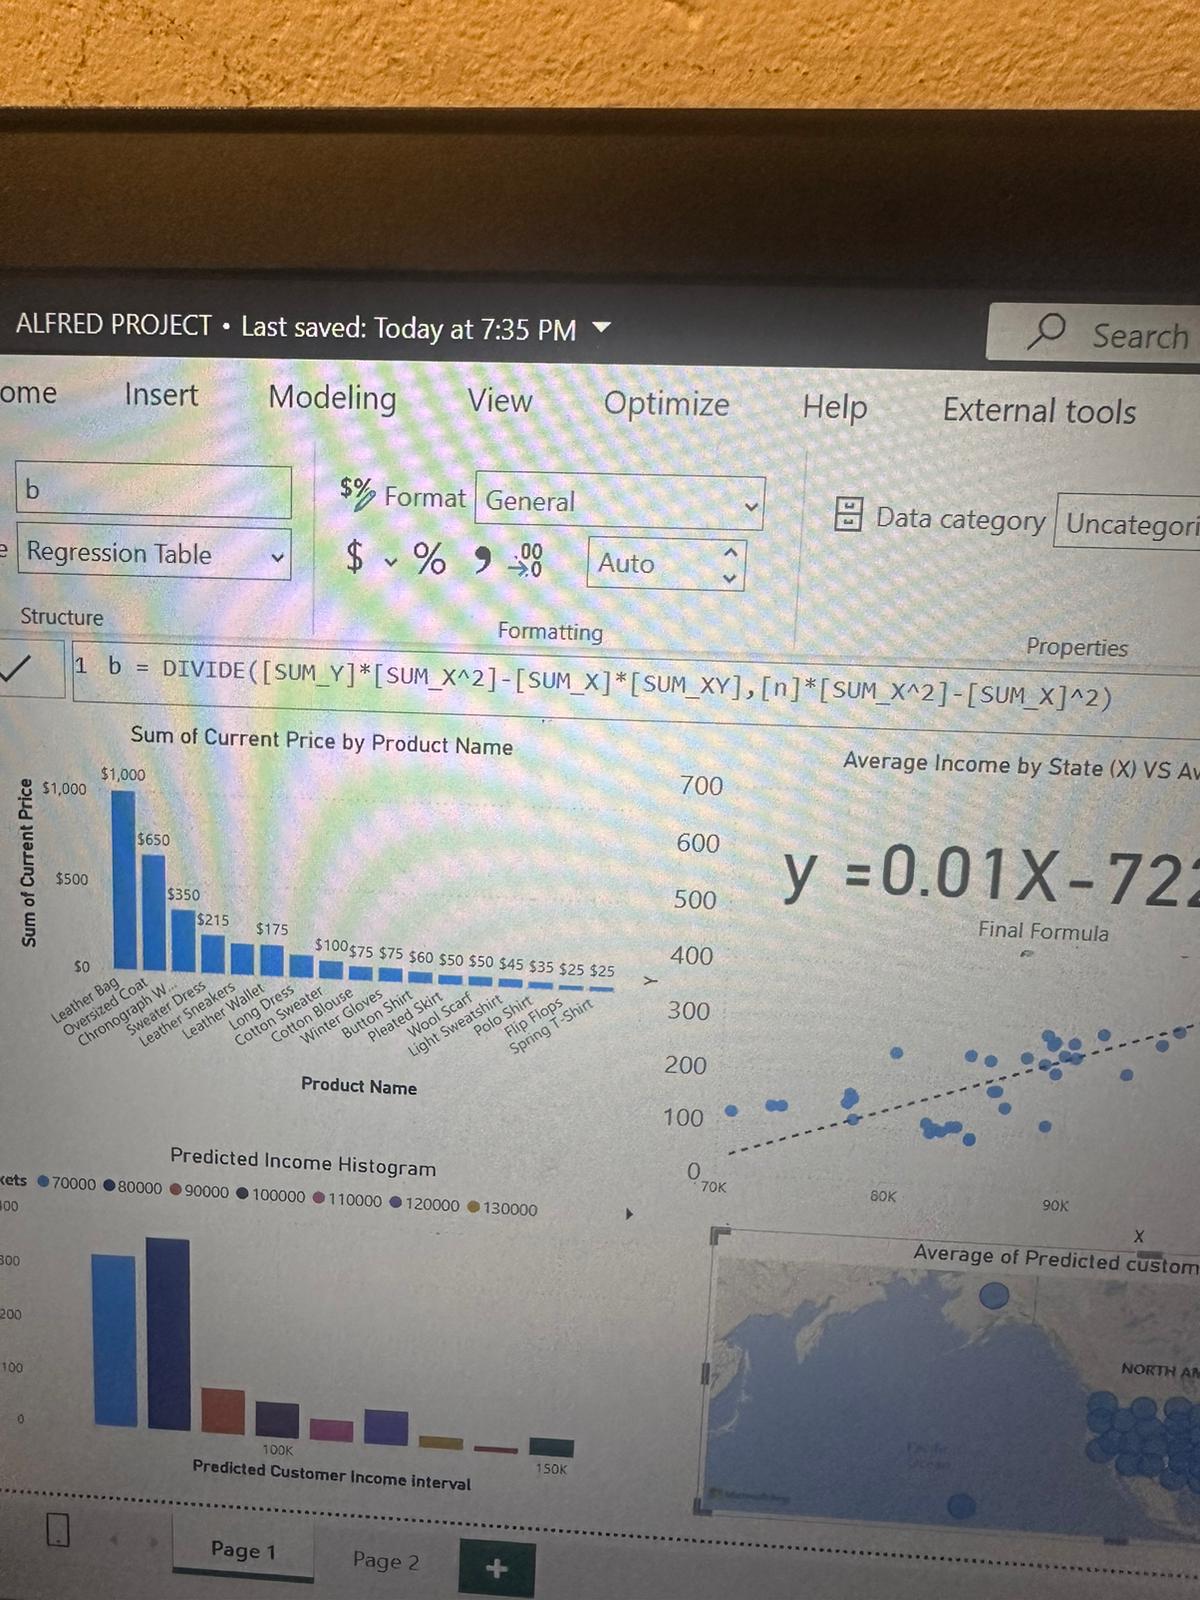 ALFRED PROJECT • Last saved: Today at 7:35 PM
Search
ome Insert Modeling View Optimize Help External tools
b
$% Format General
Data category Uncategori
e Regression Table
$ % , .00 →.0 Auto
Structure
Formatting
Properties
1 b = DIVIDE([SUM_Y]*[SUM_X^2]-[SUM_X]*[SUM_XY],[n]*[SUM_X^2]-[SUM_X]^2)
Sum of Current Price by Product Name
Sum of Current Price
$1,000
$500
$0
$1,000
$650
$350
$215
$175
$100
$75
$75
$60
$50
$50
$45
$35
$25
$25
Leather Bag
Oversized Coat
Chronograph W...
Sweater Dress
Leather Sneakers
Leather Wallet
Long Dress
Cotton Sweater
Cotton Blouse
Winter Gloves
Button Shirt
Pleated Skirt
Wool Scarf
Light Sweatshirt
Polo Shirt
Flip Flops
Spring T-Shirt
Product Name
Average Income by State (X) VS Av
y =0.01X-722
Final Formula
700
600
500
400
300
200
100
0
Y
70K
80K
90K
X
Predicted Income Histogram
kets 70000 80000 90000 100000 110000 120000 130000
400
300
200
100
0
100K
150K
Predicted Customer Income interval
Average of Predicted custom
NORTH AM
Pacific
Ocean
Page 1
Page 2
+